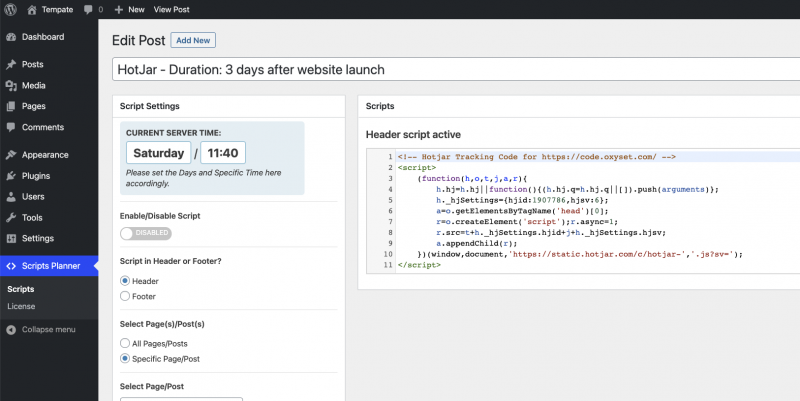 Tempate 0 New View Post
Dashboard
Posts
Media
Pages
Comments
Appearance
Plugins
Users
Tools
Settings
Scripts Planner
Scripts
License
Collapse menu
Edit Post Add New
HotJar - Duration: 3 days after website launch
Script Settings
CURRENT SERVER TIME:
Saturday / 11:40
Please set the Days and Specific Time here
accordingly.
Enable/Disable Script
DISABLED
Script in Header or Footer?
Header
Footer
Select Page(s)/Post(s)
All Pages/Posts
Specific Page/Post
Select Page/Post
Scripts
Header script active
1 <!-- Hotjar Tracking Code for https://code.oxyset.com/ -->
2 <script>
3 (function(h,o,t,j,a,r){
4 h.hj=h.hj||function(){(h.hj.q=h.hj.q||[]).push(arguments)};
5 h._hjSettings={hjid:1907786,hjsv:6};
6 a=o.getElementsByTagName('head')[0];
7 r=o.createElement('script');r.async=1;
8 r.src=t+h._hjSettings.hjid+j+h._hjSettings.hjsv;
9 a.appendChild(r);
10 })(window,document,'https://static.hotjar.com/c/hotjar-','.js?sv=');
11 </script>